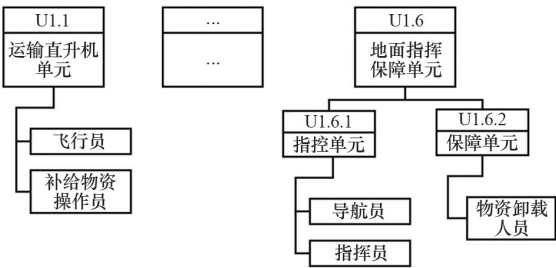 U1.1
运输直升机
单元
飞行员
补给物资
操作员
...
...
U1.6
地面指挥
保障单元
U1.6.1
指控单元
导航员
指挥员
U1.6.2
保障单元
物资卸载
人员